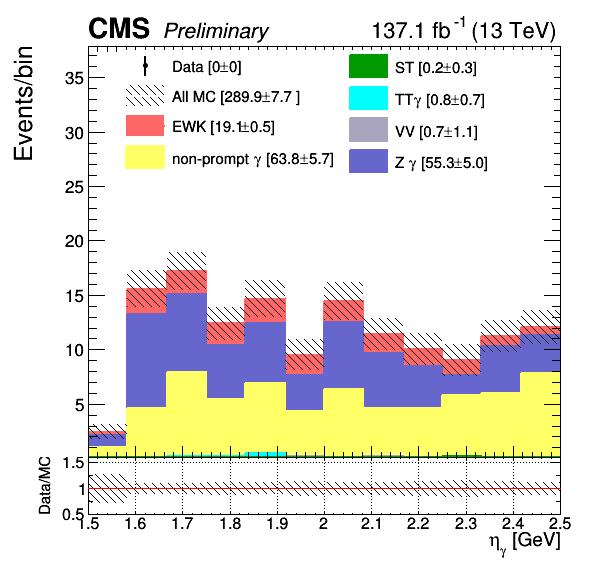 CMS Preliminary 137.1 fb⁻¹ (13 TeV)
Events/bin
Data [0±0]
All MC [289.9±7.7 ]
EWK [19.1±0.5]
non-prompt γ [63.8±5.7]
ST [0.2±0.3]
TTγ [0.8±0.7]
VV [0.7±1.1]
Z γ [55.3±5.0]
35
30
25
20
15
10
5
Data/MC
1.5
1
0.5
1.5 1.6 1.7 1.8 1.9 2 2.1 2.2 2.3 2.4 2.5
ηγ [GeV]